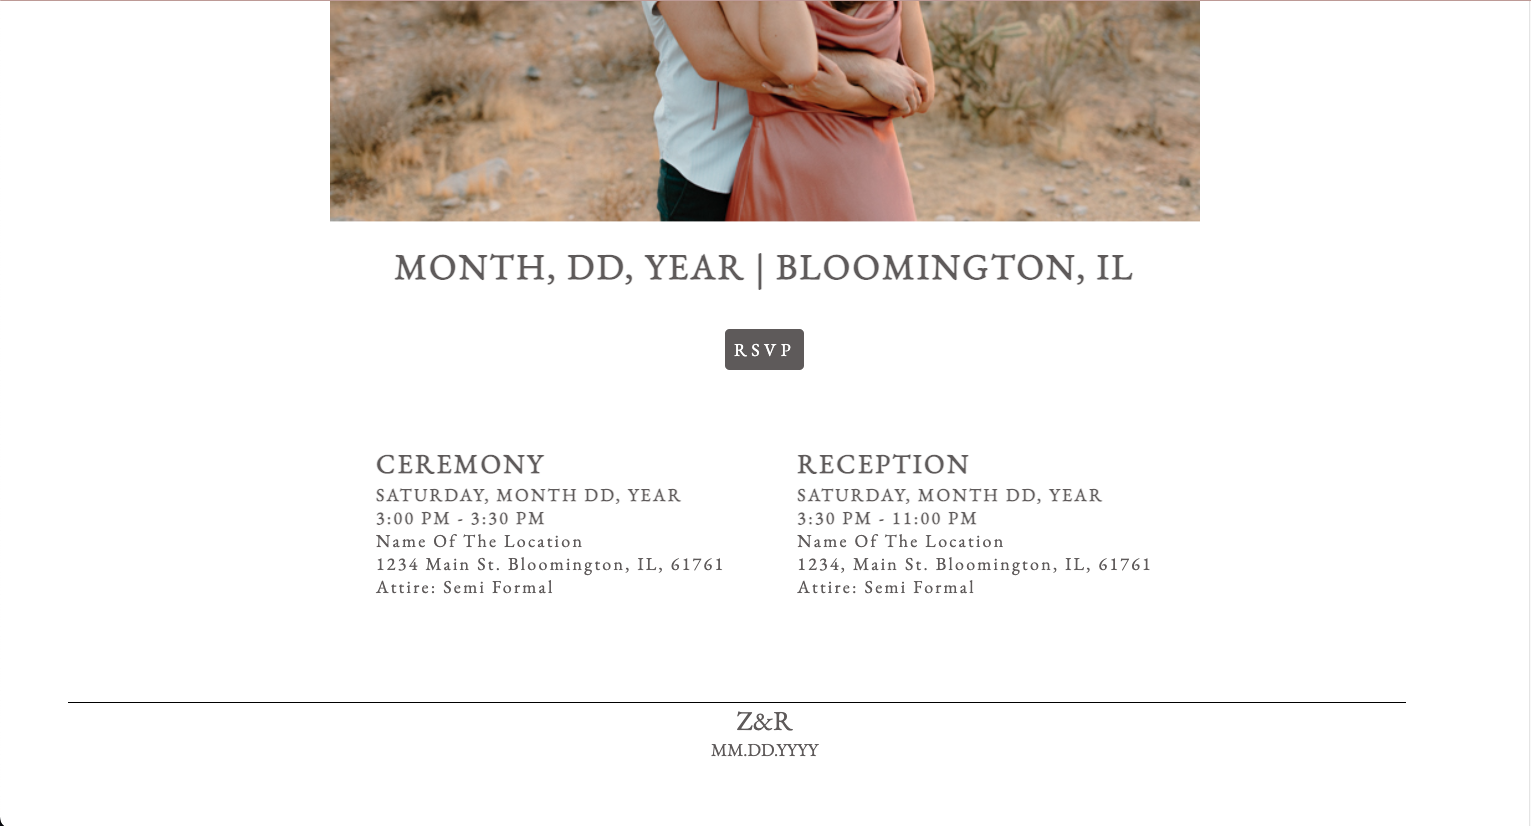 MONTH, DD, YEAR | BLOOMINGTON, IL
RSVP
CEREMONY
SATURDAY, MONTH DD, YEAR
3:00 PM - 3:30 PM
Name Of The Location
1234 Main St. Bloomington, IL, 61761
Attire: Semi Formal
RECEPTION
SATURDAY, MONTH DD, YEAR
3:30 PM - 11:00 PM
Name Of The Location
1234, Main St. Bloomington, IL, 61761
Attire: Semi Formal
Z&R
MM.DD.YYYY